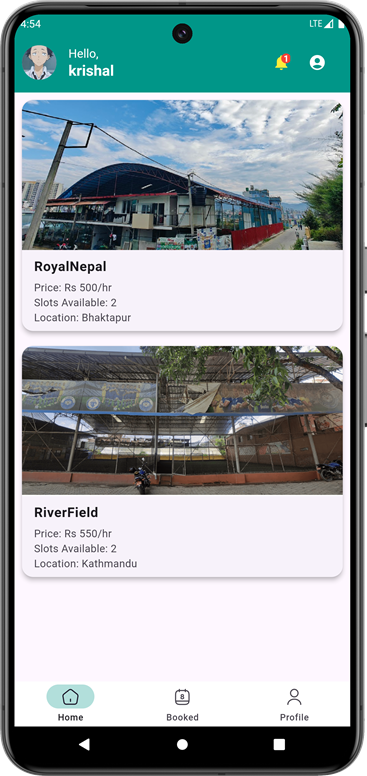 4:54
LTE
Hello,
krishal
1
RoyalNepal
Price: Rs 500/hr
Slots Available: 2
Location: Bhaktapur
RiverField
Price: Rs 550/hr
Slots Available: 2
Location: Kathmandu
8
Home
Booked
Profile